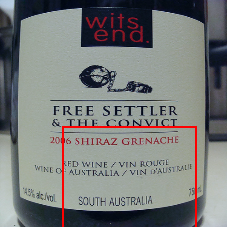 wits
end.
FREE SETTLER
& THE CONVICT
2006 SHIRAZ GRENACHE
RED WINE / VIN ROUGE
WINE OF AUSTRALIA / VIN D'AUSTRALIE
14.5% alc/vol.
SOUTH AUSTRALIA
750